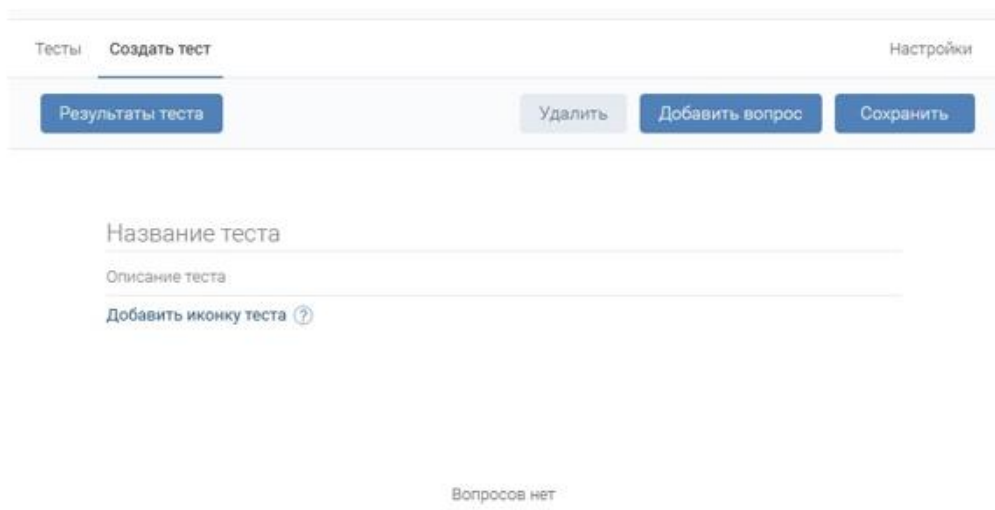 Тесты Создать тест Настройки
Результаты теста Удалить Добавить вопрос Сохранить
Название теста
Описание теста
Добавить иконку теста ?
Вопросов нет